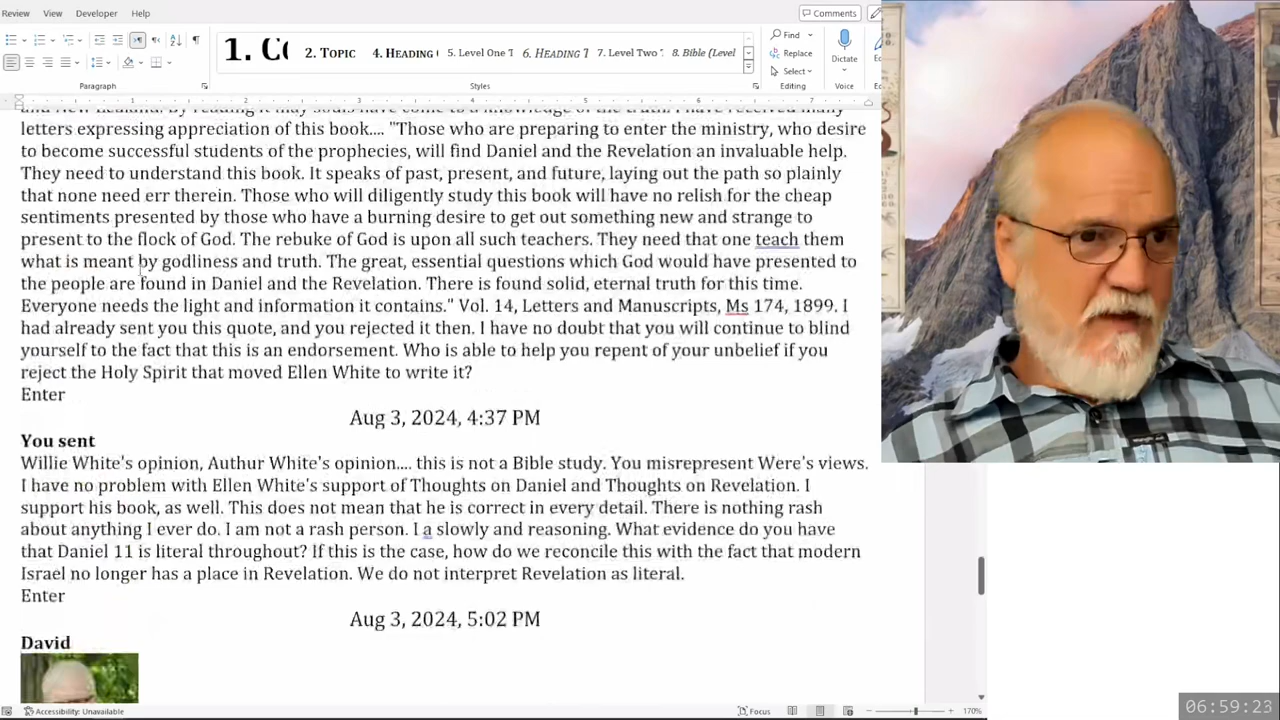 Review View Developer Help Comments
Find
1. Co 2. Topic 4. Heading 5. Level One 6. Heading 7. Level Two 8. Bible (Level Replace Dictate
Select
Paragraph Styles Editing Voice
2 3 4 5 6 7
letters expressing appreciation of this book.... "Those who are preparing to enter the ministry, who desire
to become successful students of the prophecies, will find Daniel and the Revelation an invaluable help.
They need to understand this book. It speaks of past, present, and future, laying out the path so plainly
that none need err therein. Those who will diligently study this book will have no relish for the cheap
sentiments presented by those who have a burning desire to get out something new and strange to
present to the flock of God. The rebuke of God is upon all such teachers. They need that one teach them
what is meant by godliness and truth. The great, essential questions which God would have presented to
the people are found in Daniel and the Revelation. There is found solid, eternal truth for this time.
Everyone needs the light and information it contains." Vol. 14, Letters and Manuscripts, Ms 174, 1899. I
had already sent you this quote, and you rejected it then. I have no doubt that you will continue to blind
yourself to the fact that this is an endorsement. Who is able to help you repent of your unbelief if you
reject the Holy Spirit that moved Ellen White to write it?
Enter
Aug 3, 2024, 4:37 PM
You sent
Willie White's opinion, Authur White's opinion.... this is not a Bible study. You misrepresent Were's views.
I have no problem with Ellen White's support of Thoughts on Daniel and Thoughts on Revelation. I
support his book, as well. This does not mean that he is correct in every detail. There is nothing rash
about anything I ever do. I am not a rash person. I a slowly and reasoning. What evidence do you have
that Daniel 11 is literal throughout? If this is the case, how do we reconcile this with the fact that modern
Israel no longer has a place in Revelation. We do not interpret Revelation as literal.
Enter
Aug 3, 2024, 5:02 PM
David
Accessibility: Unavailable Focus 170%
06:59:23